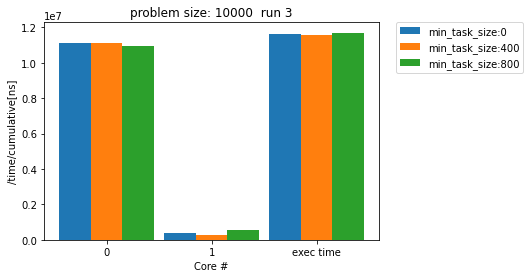 problem size: 10000  run 3
1e7
1.2
1.0
0.8
0.6
0.4
0.2
0.0
/time/cumulative[ns]
0
1
exec time
Core #
min_task_size:0
min_task_size:400
min_task_size:800